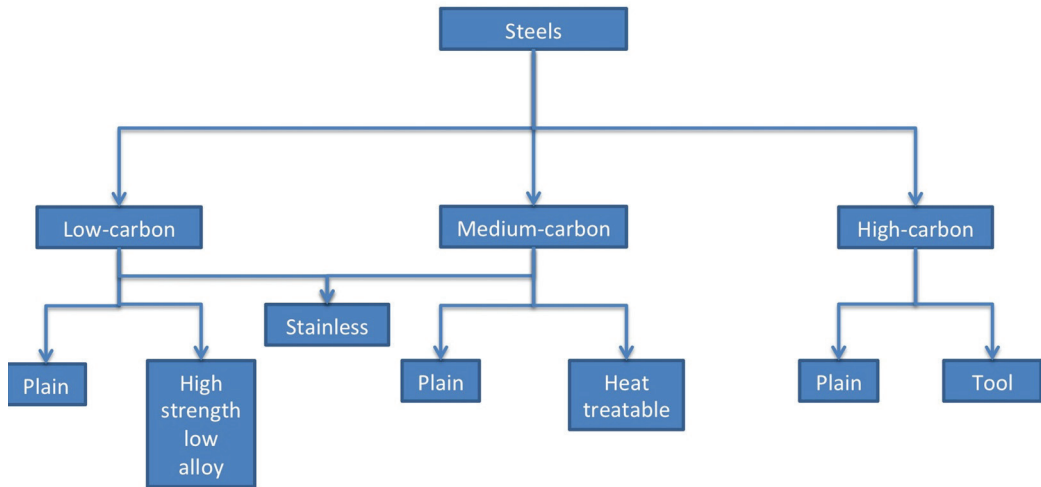 Steels
Low-carbon
Medium-carbon
High-carbon
Stainless
Plain
High
strength
low
alloy
Plain
Heat
treatable
Plain
Tool